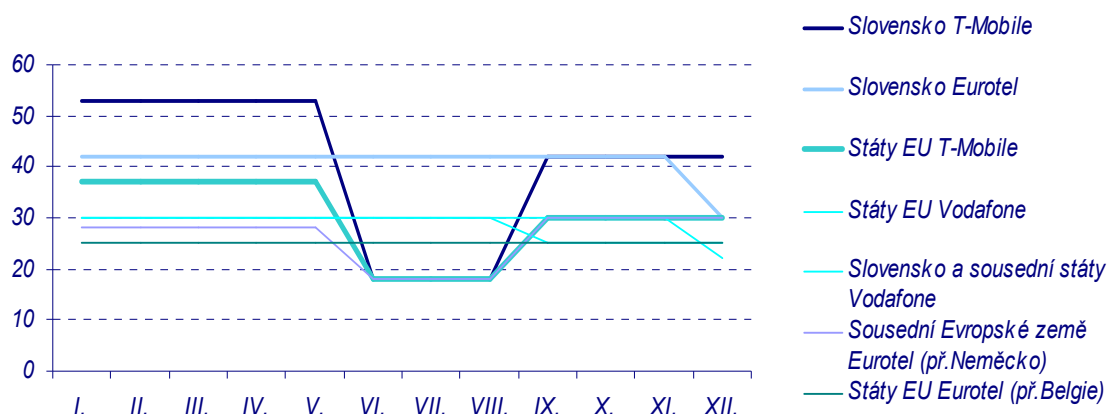 60
50
40
30
20
10
0
I. II. III. IV. V. VI. VII. VIII. IX. X. XI. XII.
Slovensko T-Mobile
Slovensko Eurotel
Státy EU T-Mobile
Státy EU Vodafone
Slovensko a sousední státy
Vodafone
Sousední Evropské země
Eurotel (př.Neměcko)
Státy EU Eurotel (př.Belgie)